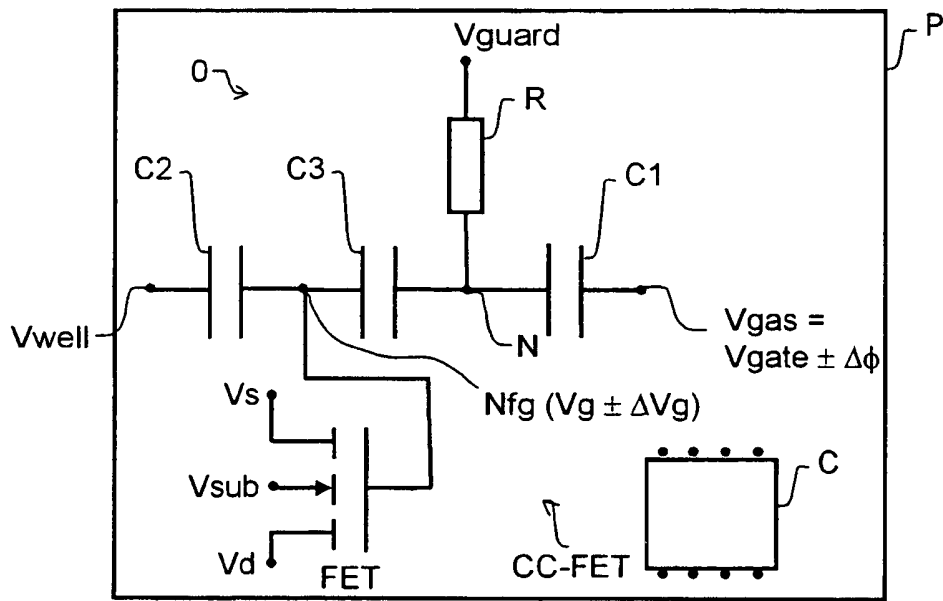 Vguard
P
0
R
C2
C3
C1
Vwell
N
Vgas =
Vgate ± Δϕ
Vs
Nfg (Vg ± ΔVg)
Vsub
C
Vd
FET
CC-FET